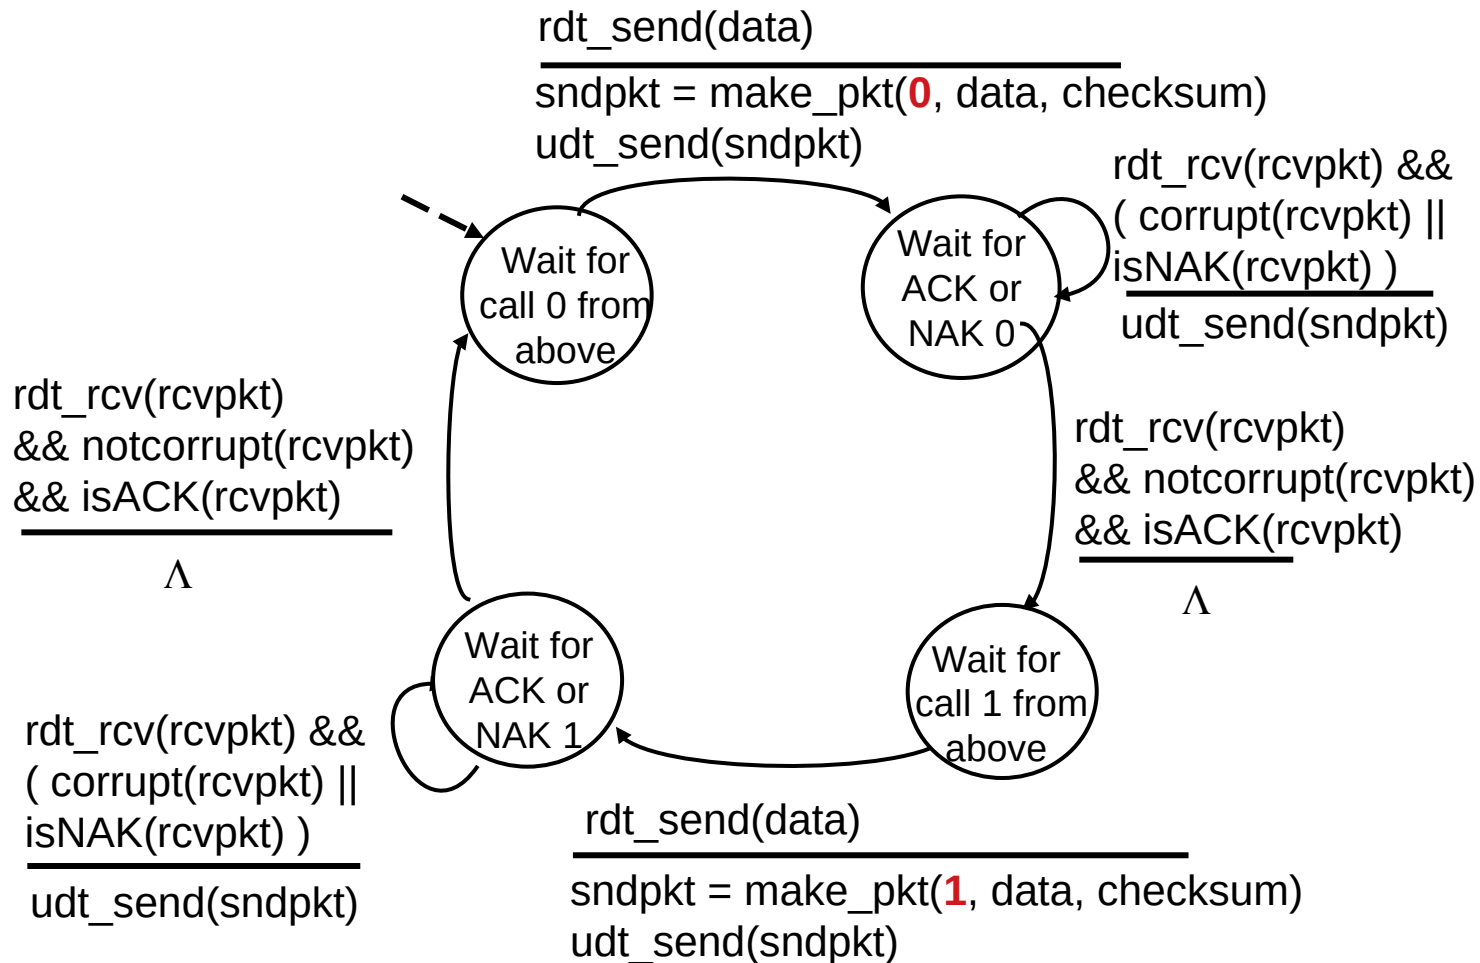 rdt_send(data)
sndpkt = make_pkt(0, data, checksum)
udt_send(sndpkt)
rdt_rcv(rcvpkt) &&
( corrupt(rcvpkt) ||
isNAK(rcvpkt) )
udt_send(sndpkt)
Wait for
call 0 from
above
Wait for
ACK or
NAK 0
rdt_rcv(rcvpkt)
&& notcorrupt(rcvpkt)
&& isACK(rcvpkt)
Λ
rdt_rcv(rcvpkt)
&& notcorrupt(rcvpkt)
&& isACK(rcvpkt)
Λ
Wait for
ACK or
NAK 1
Wait for
call 1 from
above
rdt_rcv(rcvpkt) &&
( corrupt(rcvpkt) ||
isNAK(rcvpkt) )
udt_send(sndpkt)
rdt_send(data)
sndpkt = make_pkt(1, data, checksum)
udt_send(sndpkt)